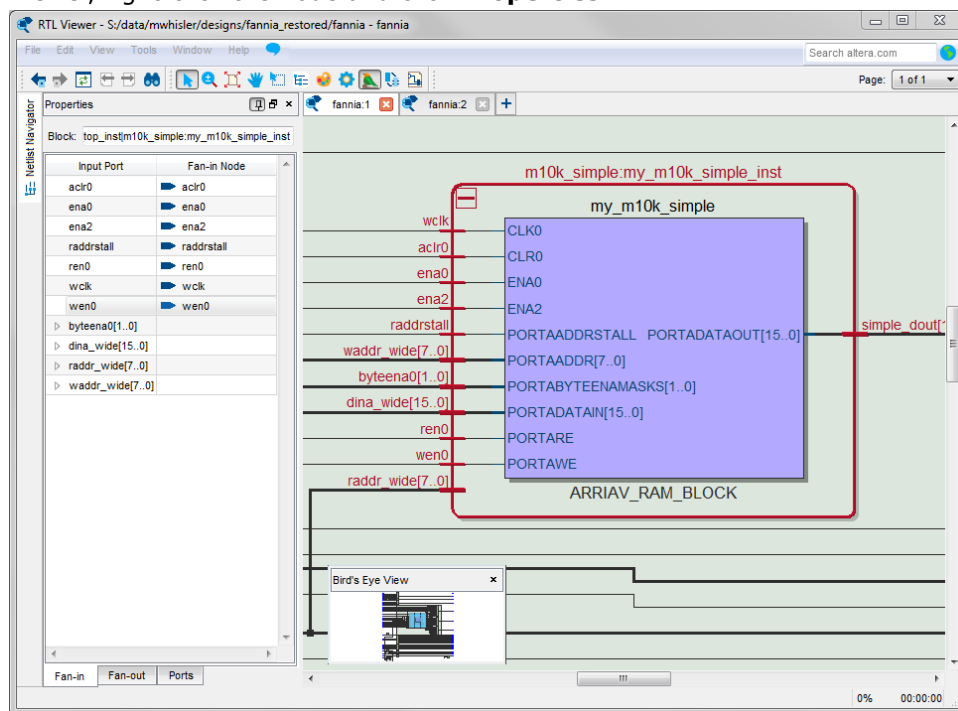 RTL Viewer - S:/data/mwhisler/designs/fannia_restored/fannia - fannia
File Edit View Tools Window Help
Search altera.com
Page: 1 of 1
Netlist Navigator
Properties
fannia:1
fannia:2
Block: top_inst|m10k_simple:my_m10k_simple_inst
Input Port Fan-in Node
aclr0 aclr0
ena0 ena0
ena2 ena2
raddrstall raddrstall
ren0 ren0
wclk wclk
wen0 wen0
byteena0[1..0]
dina_wide[15..0]
raddr_wide[7..0]
waddr_wide[7..0]
Fan-in Fan-out Ports
m10k_simple:my_m10k_simple_inst
my_m10k_simple
wclk CLK0
aclr0 CLR0
ena0 ENA0
ena2 ENA2
raddrstall PORTAADDRSTALL PORTADATAOUT[15..0] simple_dout[
waddr_wide[7..0] PORTAADDR[7..0]
byteena0[1..0] PORTABYTEENAMASKS[1..0]
dina_wide[15..0] PORTADATAIN[15..0]
ren0 PORTARE
wen0 PORTAWE
raddr_wide[7..0]
ARRIAV_RAM_BLOCK
Bird's Eye View
0% 00:00:00